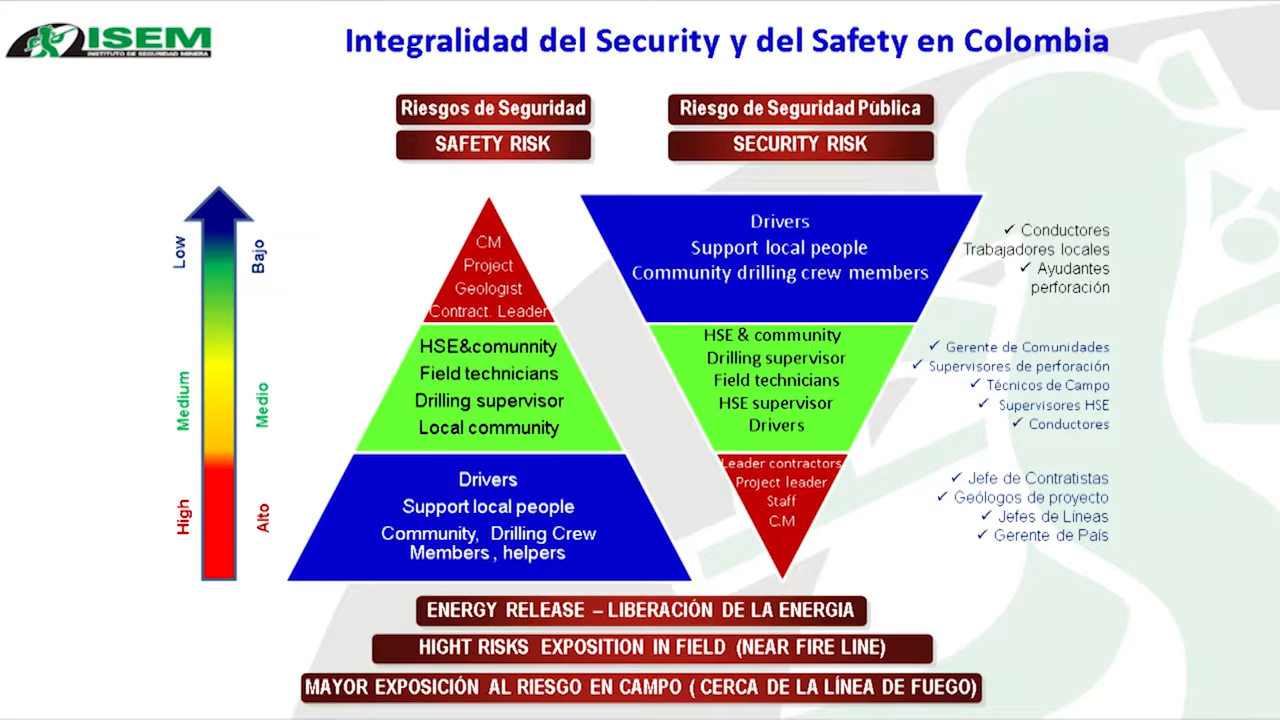 ISEM
INSTITUTO DE SEGURIDAD MINERA
Integralidad del Security y del Safety en Colombia
Riesgos de Seguridad
SAFETY RISK
Riesgo de Seguridad Pública
SECURITY RISK
Low
Bajo
Medium
Medio
High
Alto
CM
Project
Geologist
Contract. Leader
HSE&comunnity
Field technicians
Drilling supervisor
Local community
Drivers
Support local people
Community, Drilling Crew
Members , helpers
Drivers
Support local people
Community drilling crew members
HSE & community
Drilling supervisor
Field technicians
HSE supervisor
Drivers
Leader contractors
Project leader
Staff
C.M
✓ Conductores
✓ Trabajadores locales
✓ Ayudantes
perforación
✓ Gerente de Comunidades
✓ Supervisores de perforación
✓ Técnicos de Campo
✓ Supervisores HSE
✓ Conductores
✓ Jefe de Contratistas
✓ Geólogos de proyecto
✓ Jefes de Líneas
✓ Gerente de País
ENERGY RELEASE – LIBERACIÓN DE LA ENERGIA
HIGHT RISKS EXPOSITION IN FIELD (NEAR FIRE LINE)
MAYOR EXPOSICIÓN AL RIESGO EN CAMPO ( CERCA DE LA LÍNEA DE FUEGO)